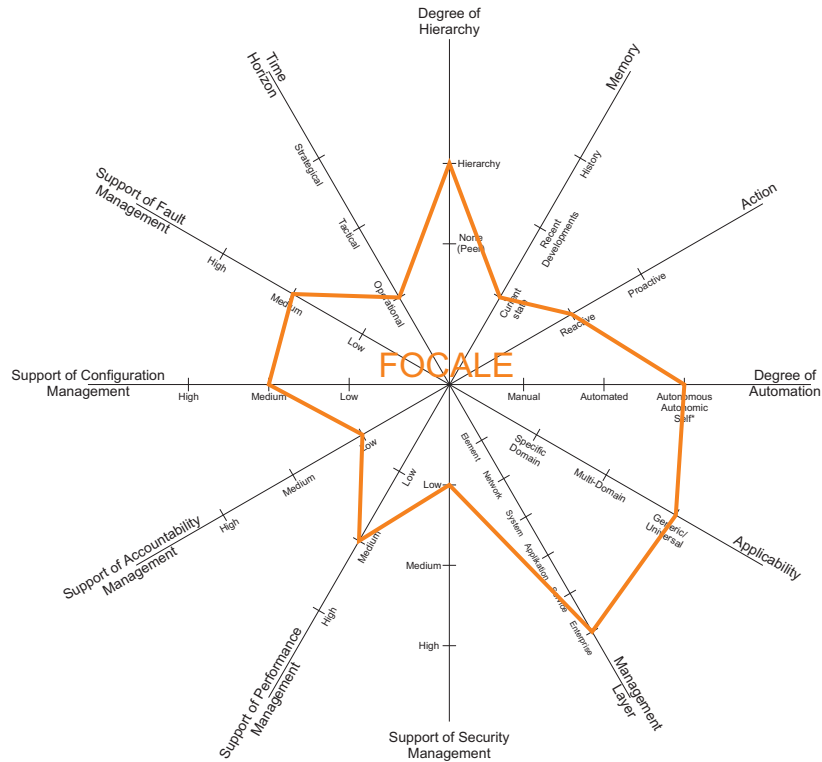 Degree of
Hierarchy
Hierarchy
None
(Peer)
Memory
History
Recent
Developments
Current
state
Action
Proactive
Reactive
Degree of
Automation
Manual
Automated
Autonomous
Autonomic
Self*
Applicability
Specific
Domain
Multi-Domain
Generic/
Universal
Management
Layer
Element
Network
System
Applikation
Service
Enterprise
Support of Security
Management
Low
Medium
High
Support of Performance
Management
Low
Medium
High
Support of Accountability
Management
Low
Medium
High
Support of Configuration
Management
Low
Medium
High
Support of Fault
Management
Low
Medium
High
Time
Horizon
Operational
Tactical
Strategical
FOCALE